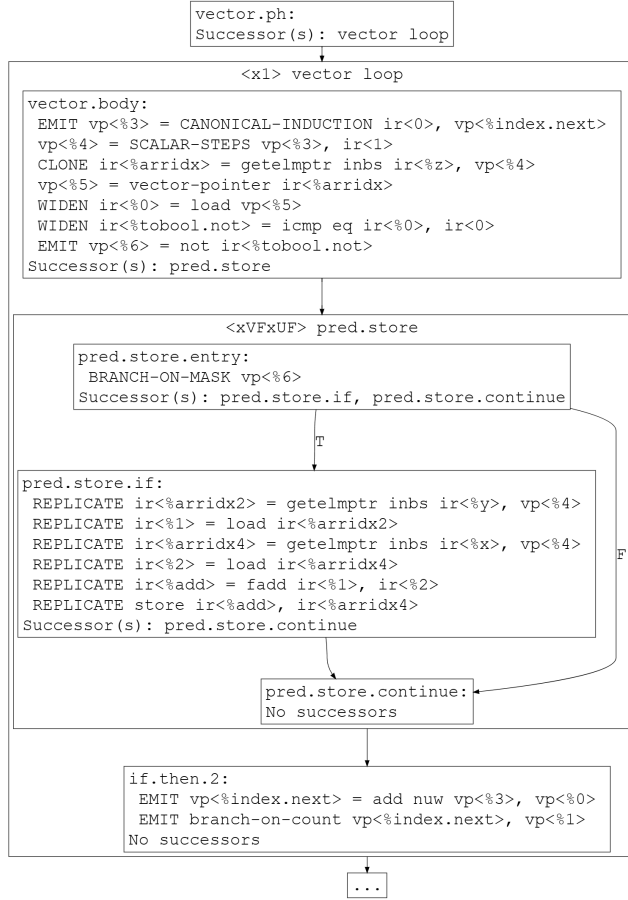 vector.ph:
Successor(s): vector loop
<x1> vector loop
vector.body:
EMIT vp<%3> = CANONICAL-INDUCTION ir<0>, vp<%index.next>
vp<%4> = SCALAR-STEPS vp<%3>, ir<1>
CLONE ir<%arridx> = getelmptr inbs ir<%z>, vp<%4>
vp<%5> = vector-pointer ir<%arridx>
WIDEN ir<%0> = load vp<%5>
WIDEN ir<%tobool.not> = icmp eq ir<%0>, ir<0>
EMIT vp<%6> = not ir<%tobool.not>
Successor(s): pred.store
<xVFxUF> pred.store
pred.store.entry:
BRANCH-ON-MASK vp<%6>
Successor(s): pred.store.if, pred.store.continue
T
pred.store.if:
REPLICATE ir<%arridx2> = getelmptr inbs ir<%y>, vp<%4>
REPLICATE ir<%1> = load ir<%arridx2>
REPLICATE ir<%arridx4> = getelmptr inbs ir<%x>, vp<%4>
REPLICATE ir<%2> = load ir<%arridx4>
REPLICATE ir<%add> = fadd ir<%1>, ir<%2>
REPLICATE store ir<%add>, ir<%arridx4>
Successor(s): pred.store.continue
F
pred.store.continue:
No successors
if.then.2:
EMIT vp<%index.next> = add nuw vp<%3>, vp<%0>
EMIT branch-on-count vp<%index.next>, vp<%1>
No successors
...